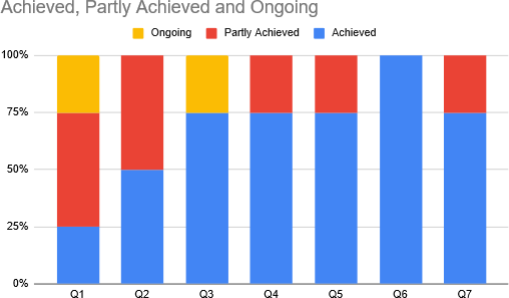 Achieved, Partly Achieved and Ongoing
Ongoing Partly Achieved Achieved
100%
75%
50%
25%
0%
Q1 Q2 Q3 Q4 Q5 Q6 Q7